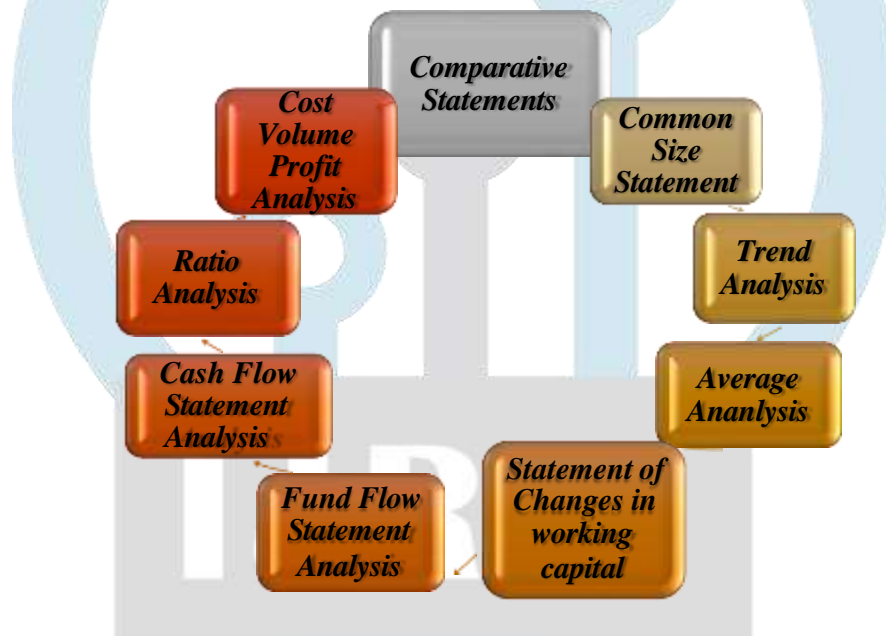 Comparative
Statements
Common
Size
Statement
Trend
Analysis
Average
Ananlysis
Statement of
Changes in
working
capital
Fund Flow
Statement
Analysis
Cash Flow
Statement
Analysis
Ratio
Analysis
Cost
Volume
Profit
Analysis